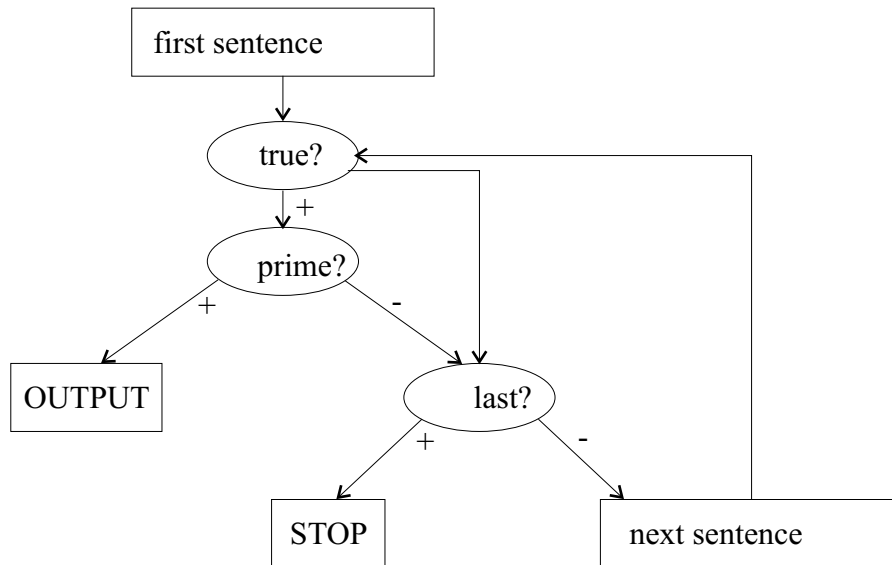 first sentence
true?
+
prime?
+
-
OUTPUT
last?
+
-
STOP
next sentence